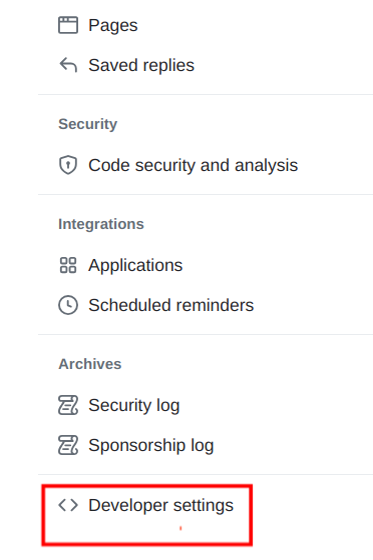 Pages
Saved replies
Security
Code security and analysis
Integrations
Applications
Scheduled reminders
Archives
Security log
Sponsorship log
Developer settings